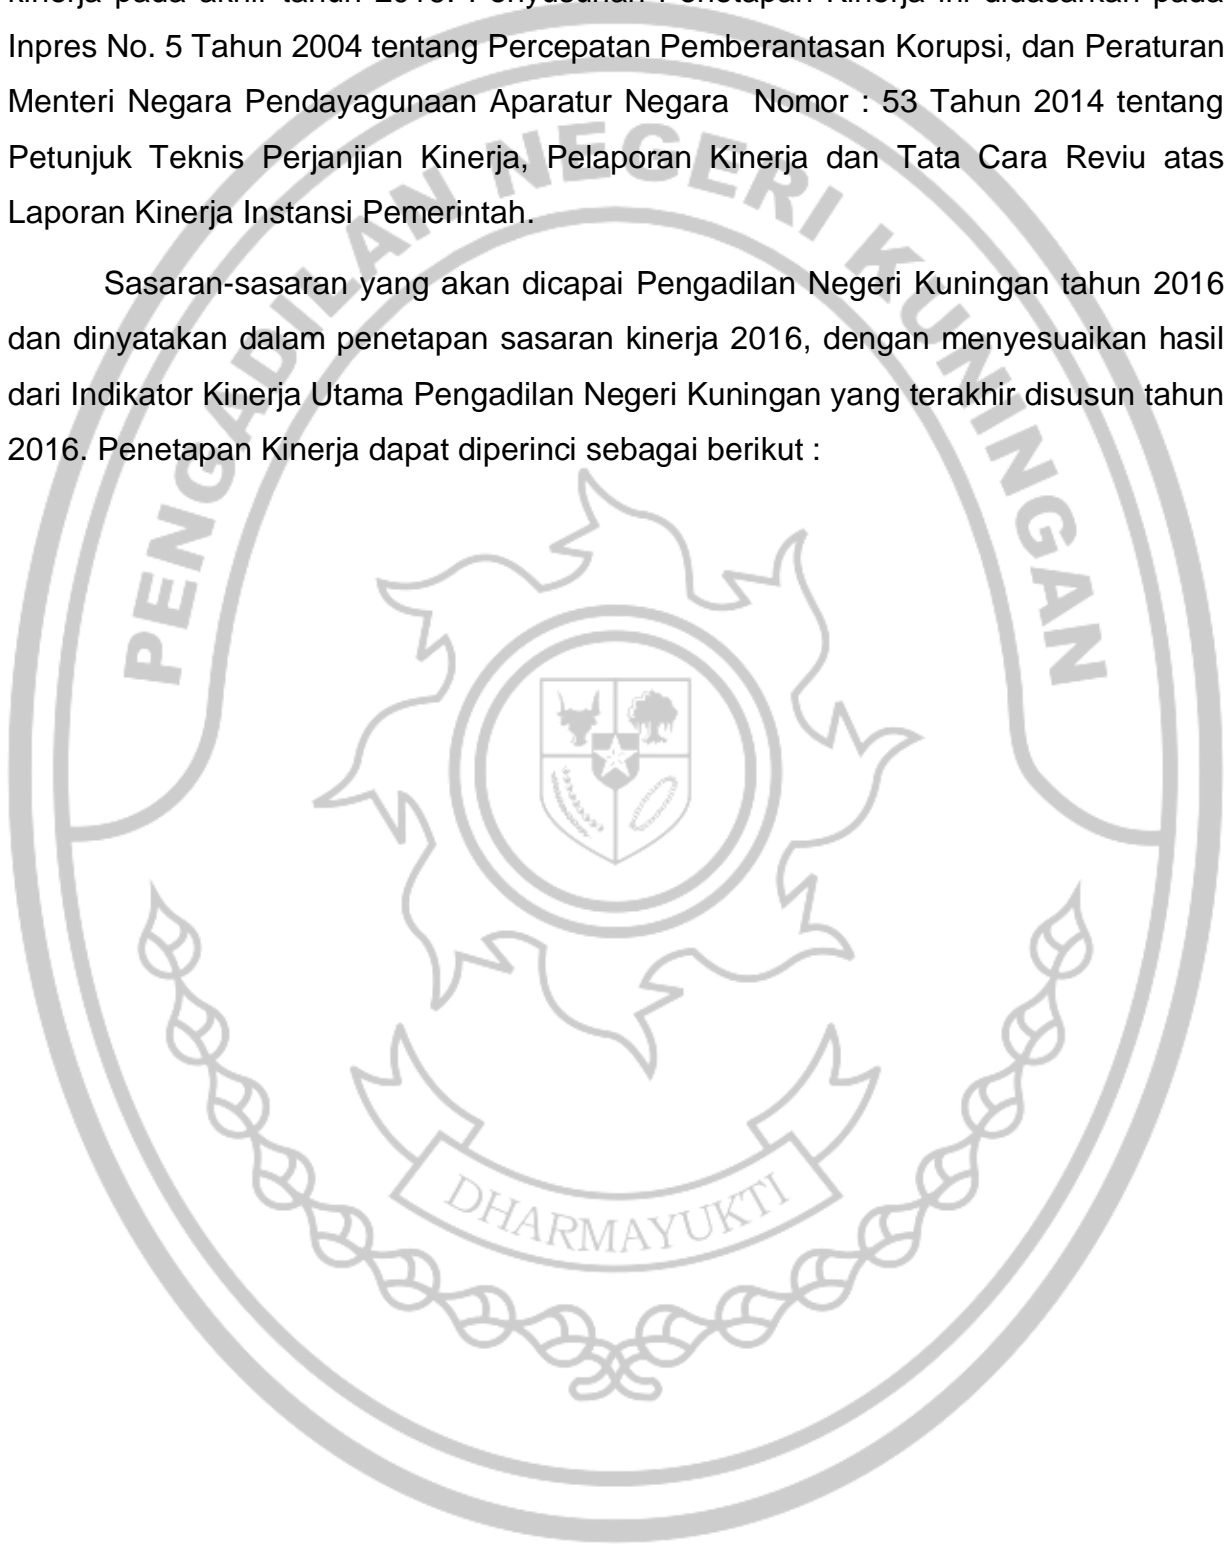 Inpres No. 5 Tahun 2004 tentang Percepatan Pemberantasan Korupsi, dan Peraturan
Menteri Negara Pendayagunaan Aparatur Negara Nomor : 53 Tahun 2014 tentang
Petunjuk Teknis Perjanjian Kinerja, Pelaporan Kinerja dan Tata Cara Reviu atas
Laporan Kinerja Instansi Pemerintah.
Sasaran-sasaran yang akan dicapai Pengadilan Negeri Kuningan tahun 2016
dan dinyatakan dalam penetapan sasaran kinerja 2016, dengan menyesuaikan hasil
dari Indikator Kinerja Utama Pengadilan Negeri Kuningan yang terakhir disusun tahun
2016. Penetapan Kinerja dapat diperinci sebagai berikut :
PENGADILAN NEGERI KUNINGAN
DHARMAYUKTI